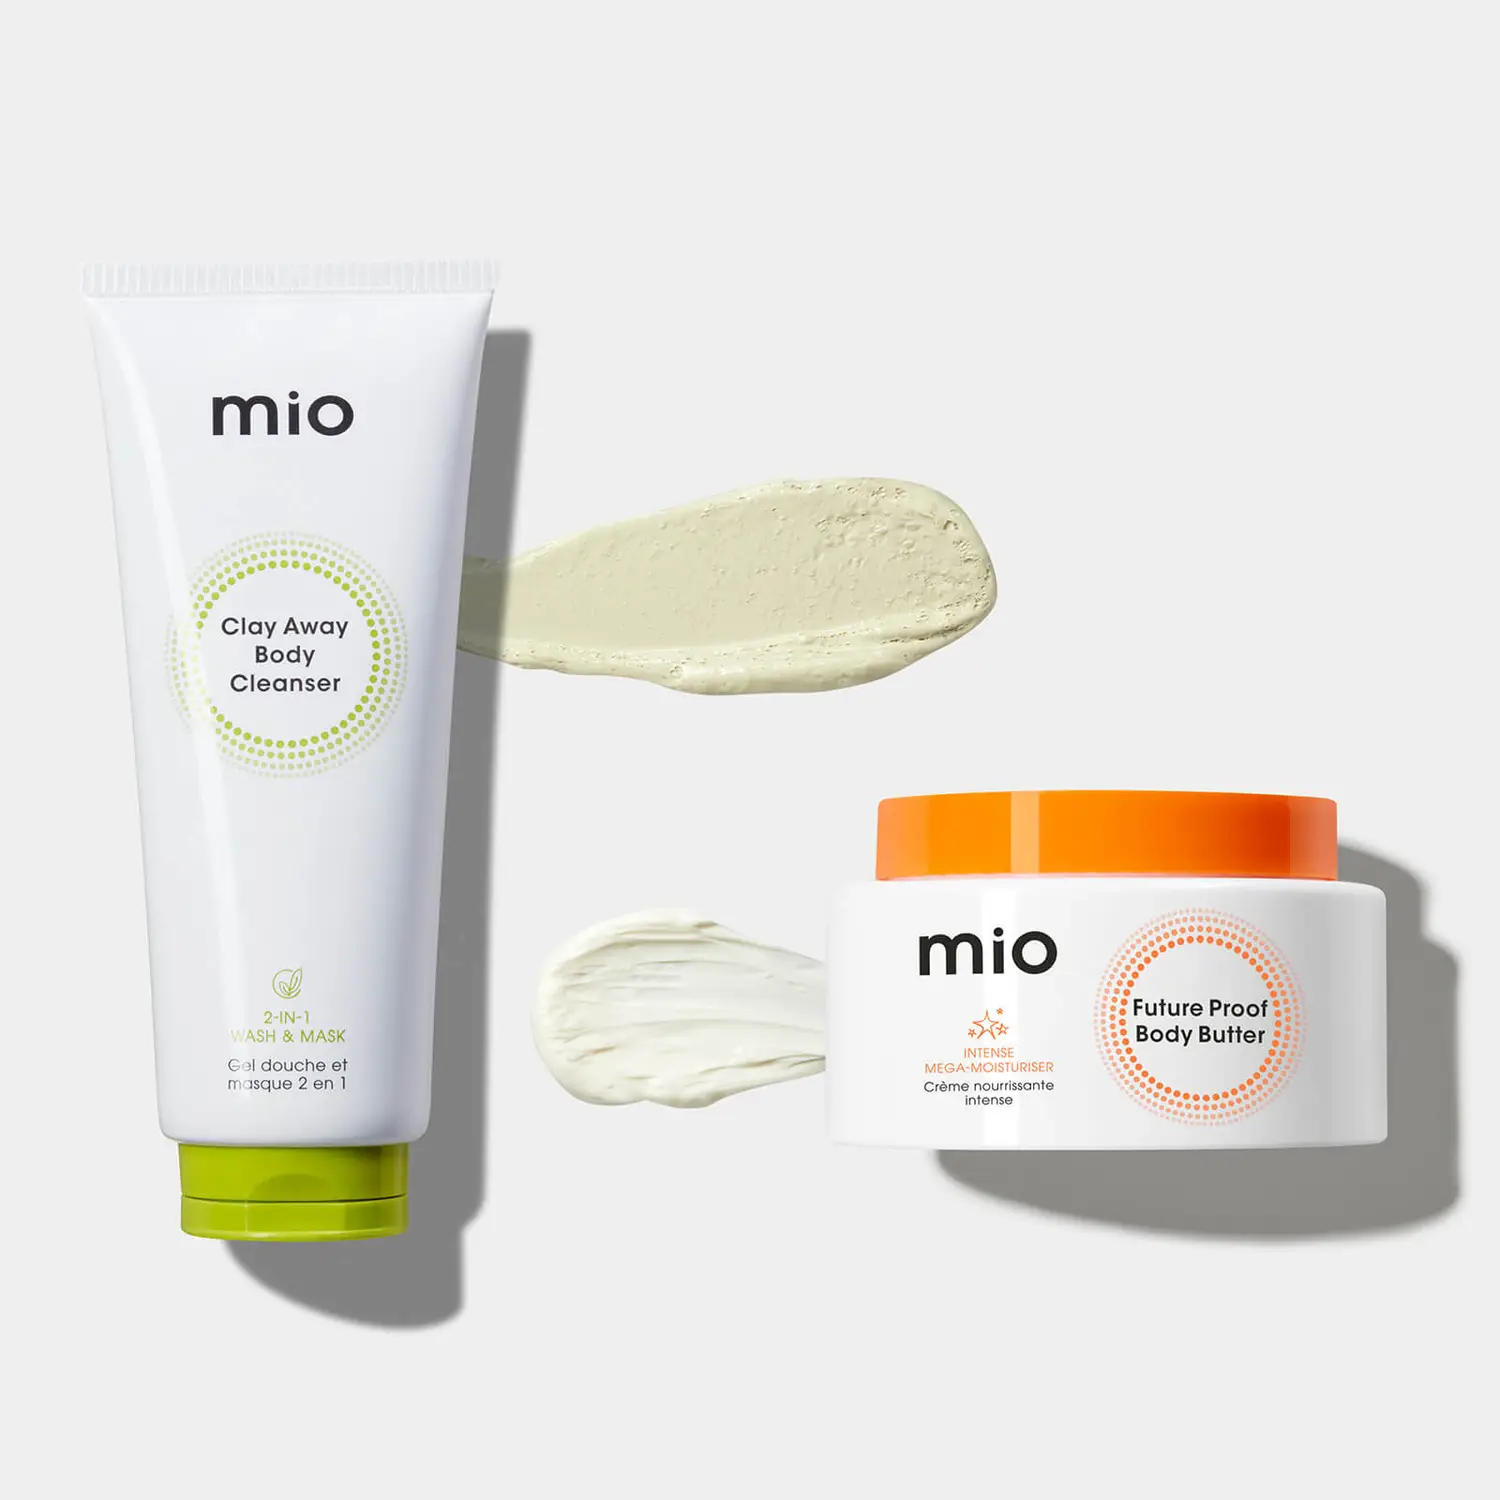 mio
Clay Away
Body
Cleanser
2-IN-1
WASH & MASK
Gel douche et
masque 2 en 1
mio
INTENSE
MEGA-MOISTURISER
Crème nourrissante
intense
Future Proof
Body Butter